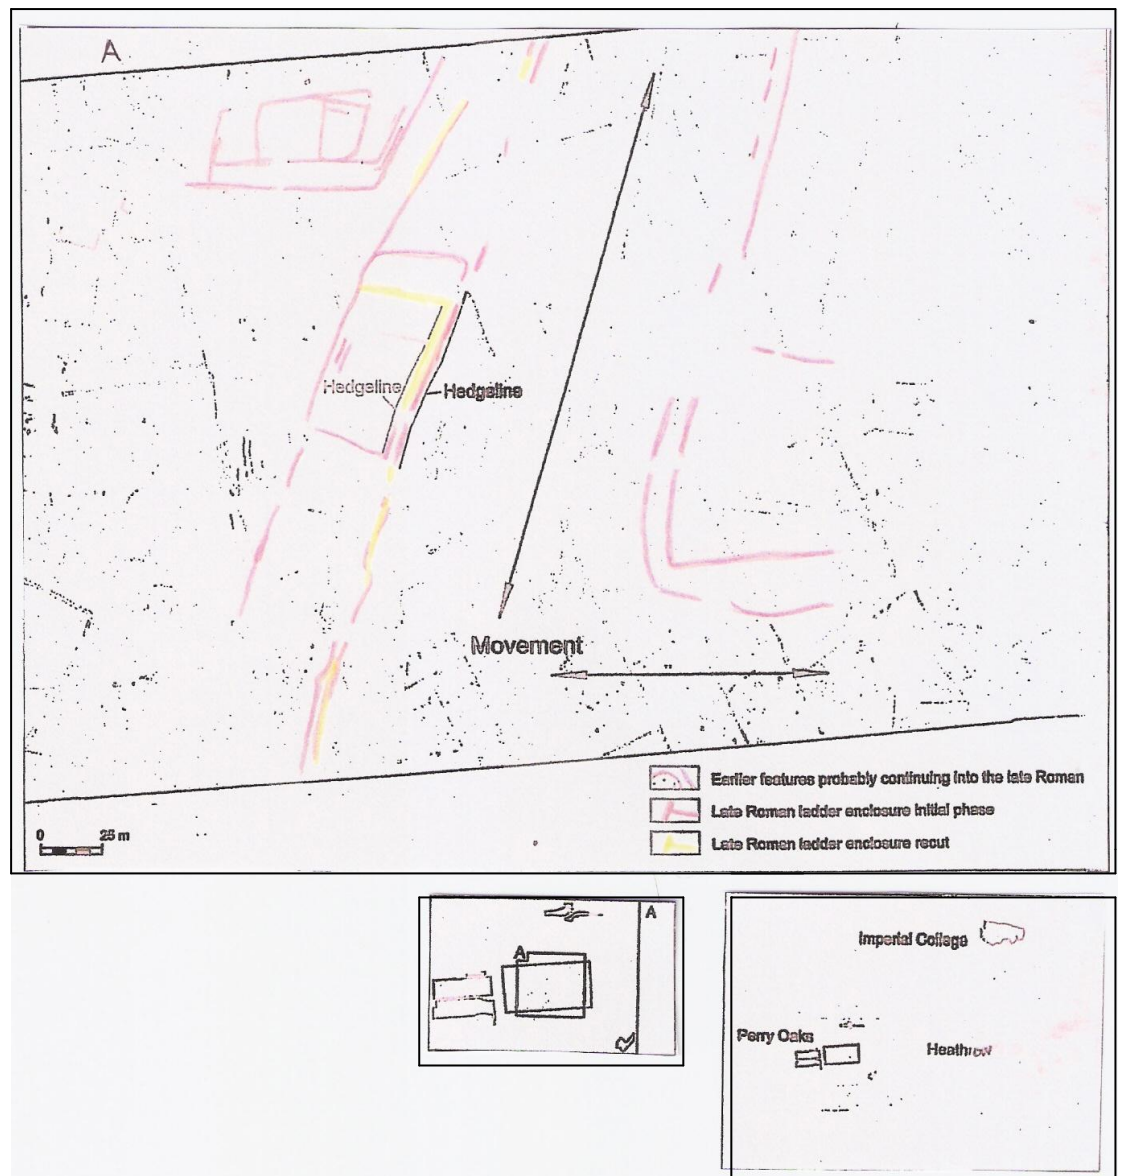 A
Hedgeline
Hedgeline
Movement
Earlier features probably continuing into the late Roman
Late Roman ladder enclosure initial phase
Late Roman ladder enclosure recut
0 25 m
A
A
Imperial College
Perry Oaks
Heathrow